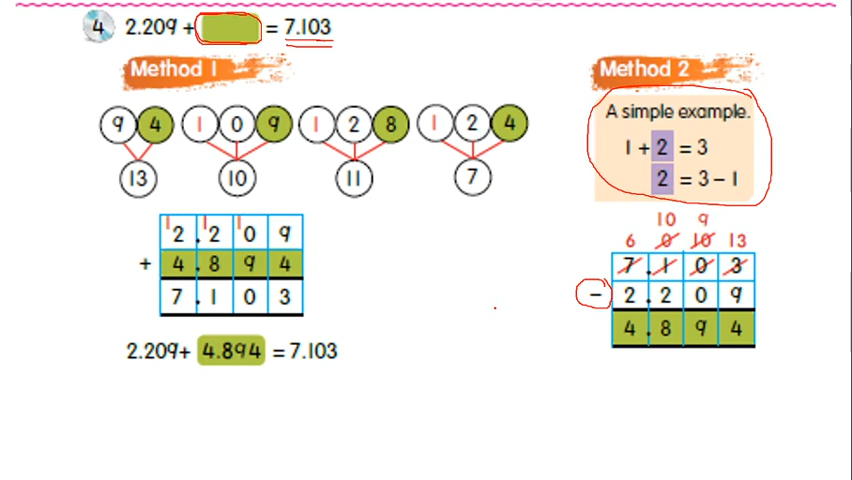 4 2.209 + = 7.103
Method 1
9 4 1 0 9 1 2 8 1 2 4
13 10 11 7
1 1 1
2 . 2 0 9
+ 4 . 8 9 4
7 . 1 0 3
2.209+ 4.894 = 7.103
Method 2
A simple example.
1 + 2 = 3
2 = 3 - 1
10 9
6 0 10 13
7 . 1 0 3
- 2 . 2 0 9
4 . 8 9 4